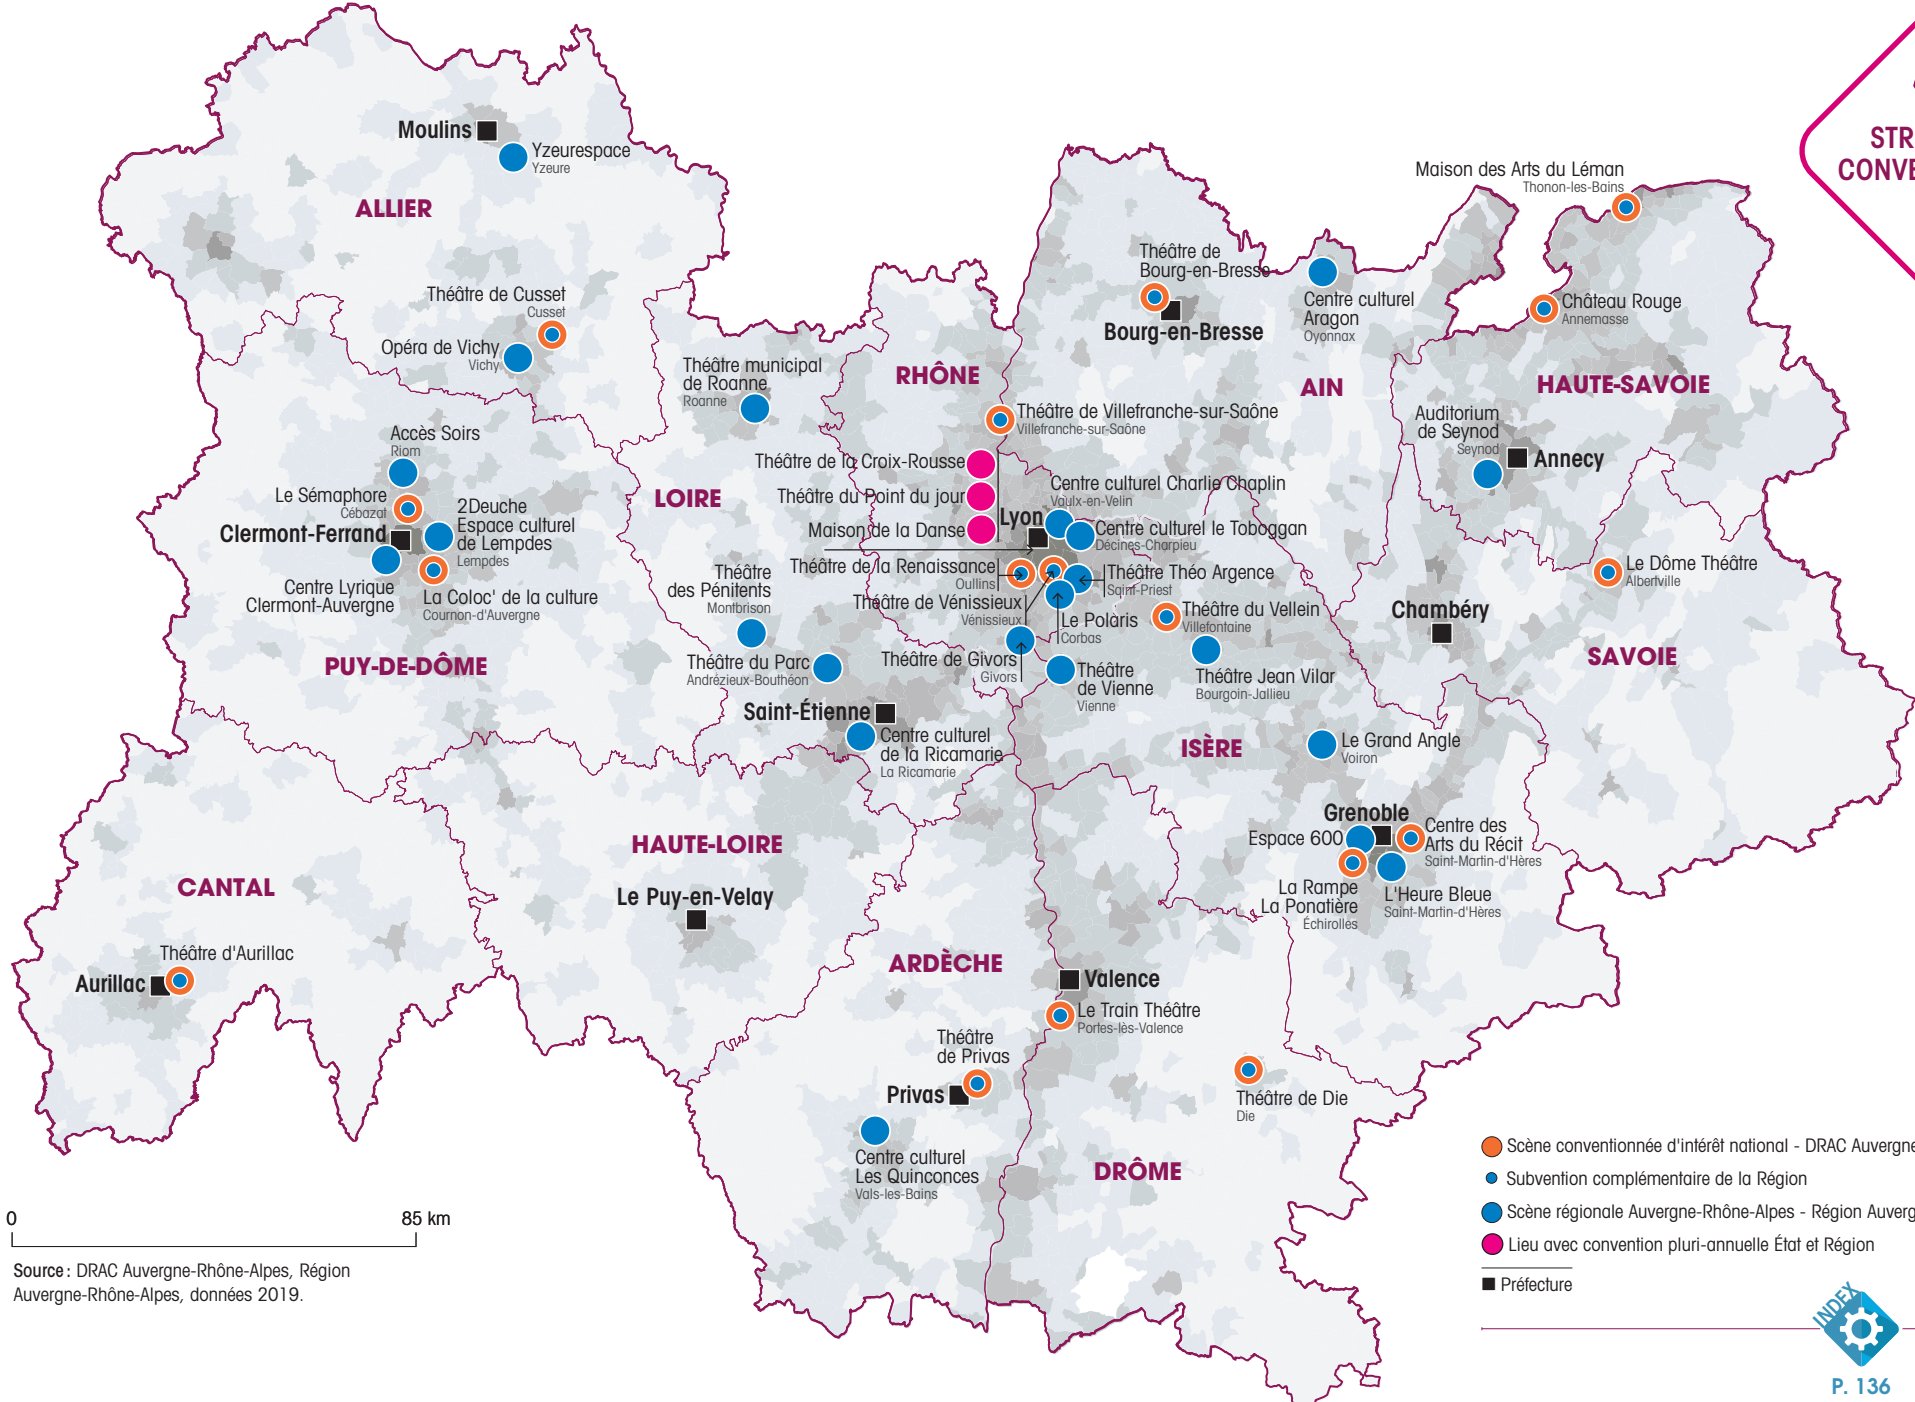 STR
CONVE
Moulins
Yzeurespace
Yzeure
ALLIER
Théâtre de Cusset
Cusset
Opéra de Vichy
Vichy
Maison des Arts du Léman
Thonon-les-Bains
Théâtre de
Bourg-en-Bresse
Bourg-en-Bresse
Centre culturel
Aragon
Oyonnax
AIN
Château Rouge
Annemasse
HAUTE-SAVOIE
Auditorium
de Seynod
Seynod
Annecy
Théâtre municipal
de Roanne
Roanne
RHÔNE
Théâtre de Villefranche-sur-Saône
Villefranche-sur-Saône
Théâtre de la Croix-Rousse
Théâtre du Point du jour
Maison de la Danse
LOIRE
Accès Soirs
Riom
Le Sémaphore
Cébazat
Clermont-Ferrand
2Deuche
Espace culturel
de Lempdes
Lempdes
Centre Lyrique
Clermont-Auvergne
La Coloc' de la culture
Cournon-d'Auvergne
PUY-DE-DÔME
Centre culturel Charlie Chaplin
Vaulx-en-Velin
Lyon
Centre culturel le Toboggan
Décines-Charpieu
Théâtre de la Renaissance
Oullins
Théâtre Théo Argence
Saint-Priest
Théâtre de Vénissieux
Vénissieux
Le Polaris
Corbas
Théâtre du Vellein
Villefontaine
Théâtre
des Pénitents
Montbrison
Théâtre du Parc
Andrézieux-Bouthéon
Théâtre de Givors
Givors
Théâtre
de Vienne
Vienne
Théâtre Jean Vilar
Bourgoin-Jallieu
Le Dôme Théâtre
Albertville
Chambéry
SAVOIE
Saint-Étienne
Centre culturel
de la Ricamarie
La Ricamarie
ISÈRE
Le Grand Angle
Voiron
Grenoble
Espace 600
Centre des
Arts du Récit
Saint-Martin-d'Hères
La Rampe
La Ponatière
Échirolles
L'Heure Bleue
Saint-Martin-d'Hères
HAUTE-LOIRE
Le Puy-en-Velay
CANTAL
Théâtre d'Aurillac
Aurillac
ARDÈCHE
Valence
Le Train Théâtre
Portes-lès-Valence
Théâtre
de Privas
Privas
Théâtre de Die
Die
Centre culturel
Les Quinconces
Vals-les-Bains
DRÔME
0
85 km
Source : DRAC Auvergne-Rhône-Alpes, Région
Auvergne-Rhône-Alpes, données 2019.
Scène conventionnée d'intérêt national - DRAC Auvergne
Subvention complémentaire de la Région
Scène régionale Auvergne-Rhône-Alpes - Région Auverg
Lieu avec convention pluri-annuelle État et Région
Préfecture
INDEX
P. 136